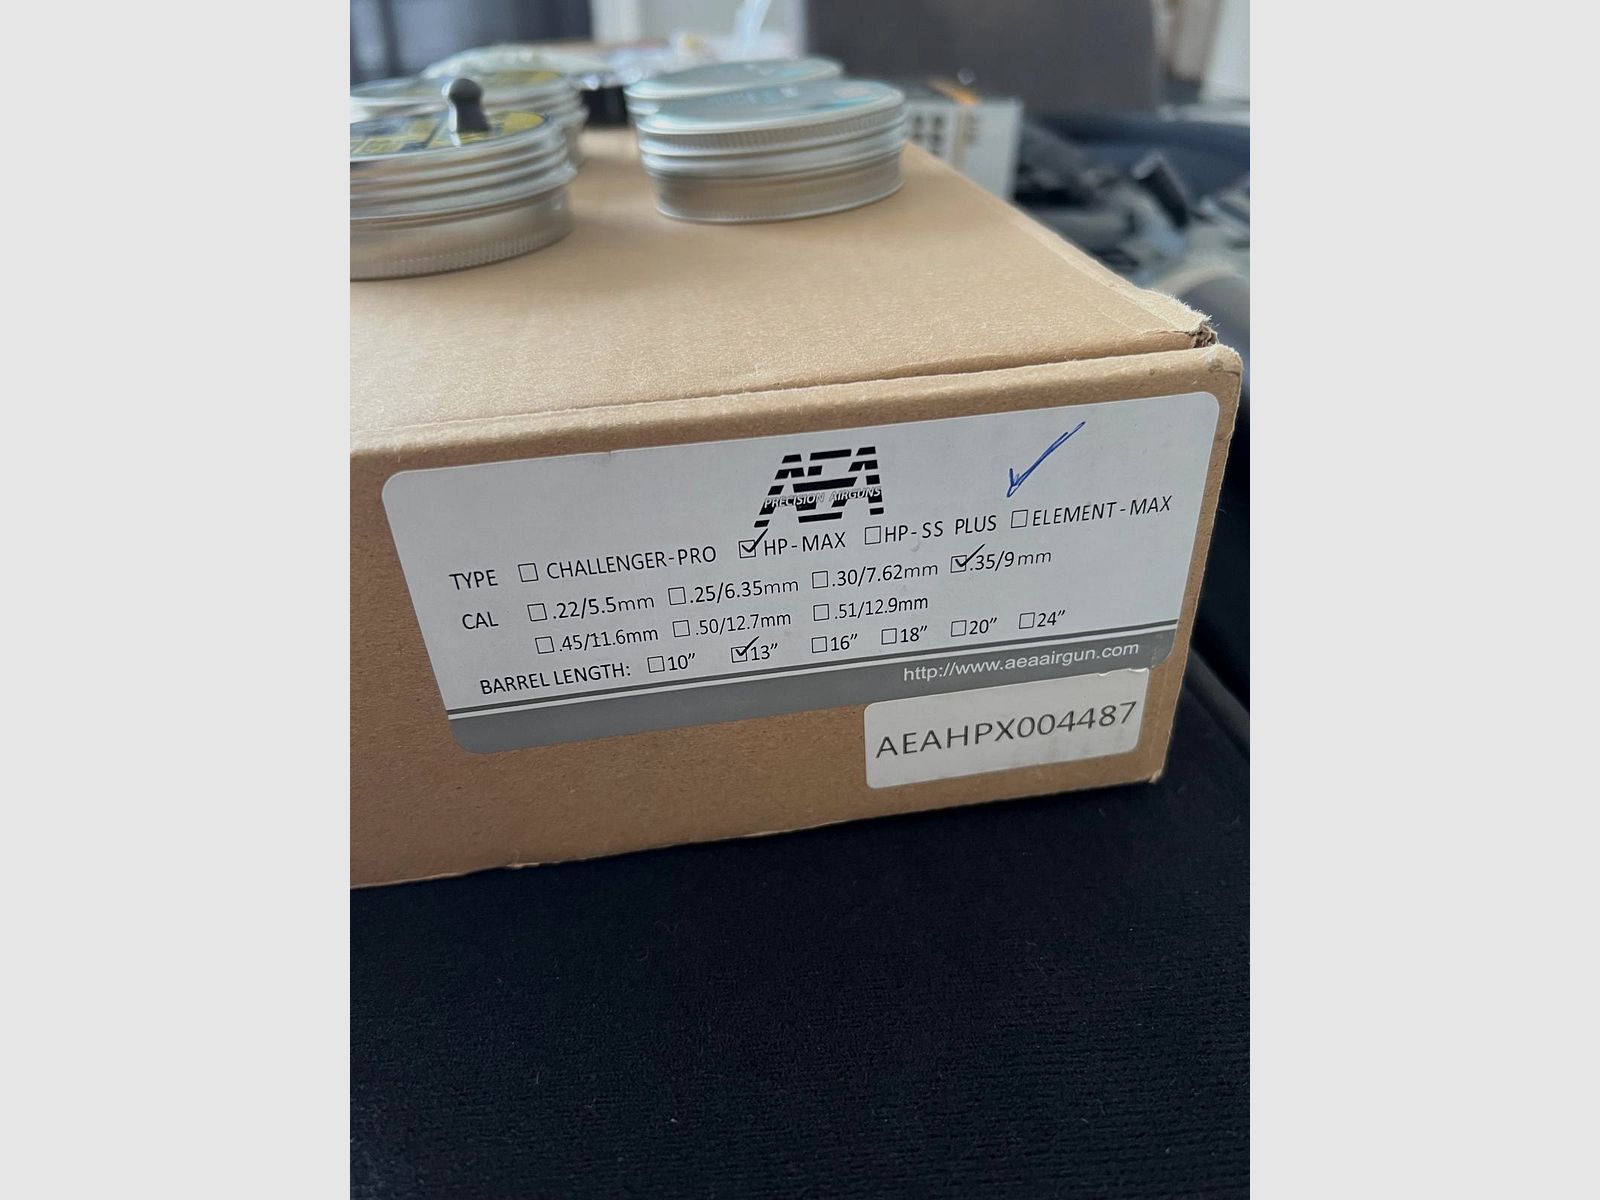 AEA
PRECISION AIRGUNS
TYPE ☐ CHALLENGER-PRO ☑ HP-MAX ☐ HP-SS PLUS ☐ ELEMENT-MAX
CAL ☐ .22/5.5mm ☐ .25/6.35mm ☐ .30/7.62mm ☑ .35/9mm
☐ .45/11.6mm ☐ .50/12.7mm ☐ .51/12.9mm
BARREL LENGTH: ☐ 10” ☑ 13” ☐ 16” ☐ 18” ☐ 20” ☐ 24”
http://www.aeaairgun.com
AEAHPX004487